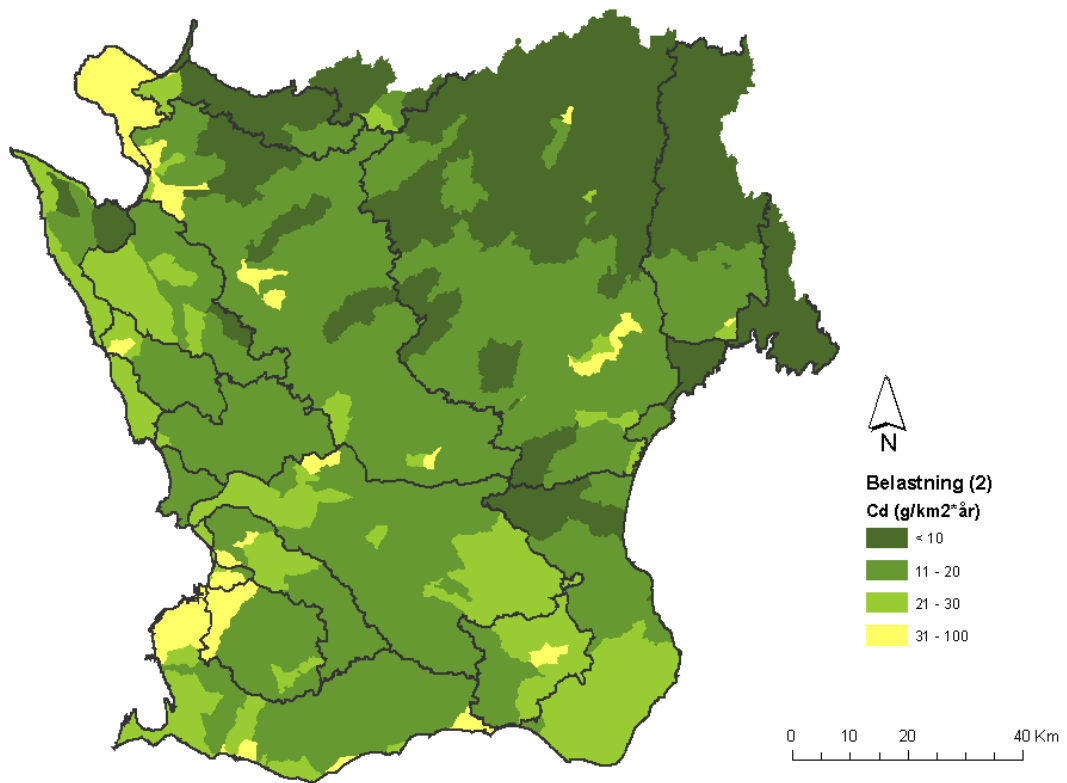 N
Belastning (2)
Cd (g/km2*år)
< 10
11 - 20
21 - 30
31 - 100
0 10 20 40 Km